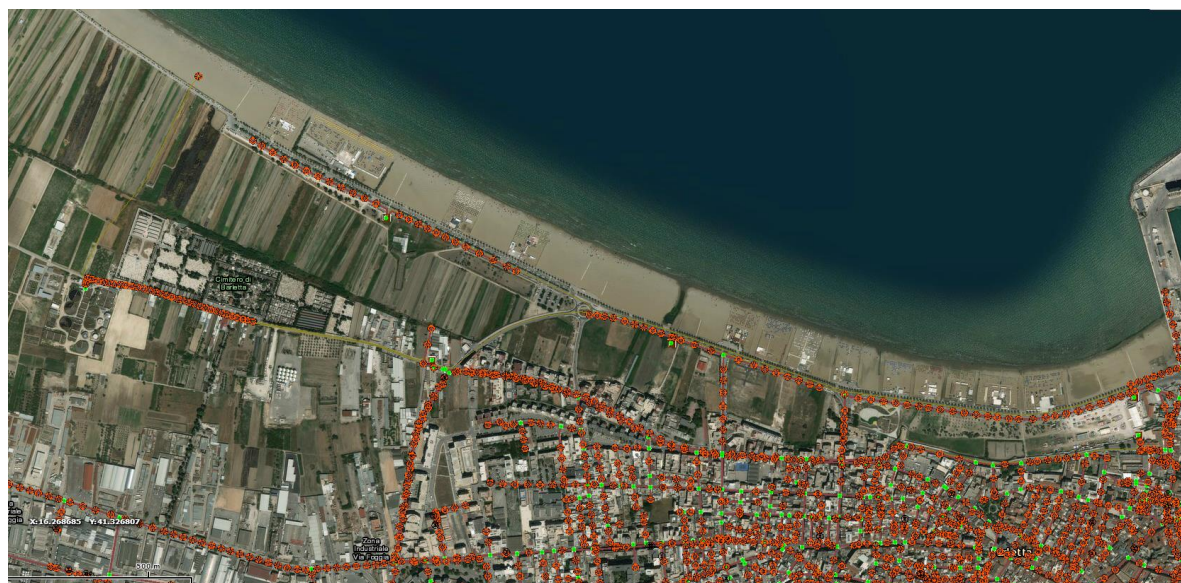 Cimitero di
Barletta
X:16.268685 Y:41.326807
Zona
Industriale
Via Foggia
500 m